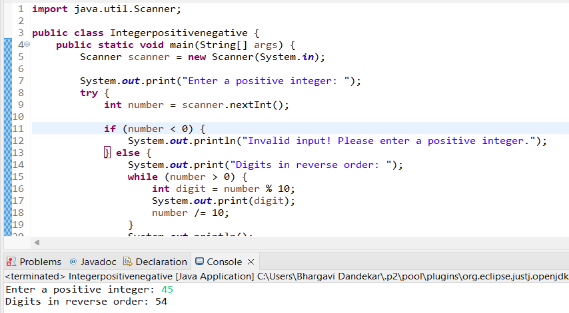 1 import java.util.Scanner;
2
3 public class Integerpositivenegative {
4 public static void main(String[] args) {
5 Scanner scanner = new Scanner(System.in);
6
7 System.out.print("Enter a positive integer: ");
8 try {
9 int number = scanner.nextInt();
10
11 if (number < 0) {
12 System.out.println("Invalid input! Please enter a positive integer.");
13 } else {
14 System.out.print("Digits in reverse order: ");
15 while (number > 0) {
16 int digit = number % 10;
17 System.out.print(digit);
18 number /= 10;
19 }
Problems @ Javadoc Declaration Console ×
<terminated> Integerpositivenegative [Java Application] C:\Users\Bhargavi Dandekar\.p2\pool\plugins\org.eclipse.justj.openjdk
Enter a positive integer: 45
Digits in reverse order: 54